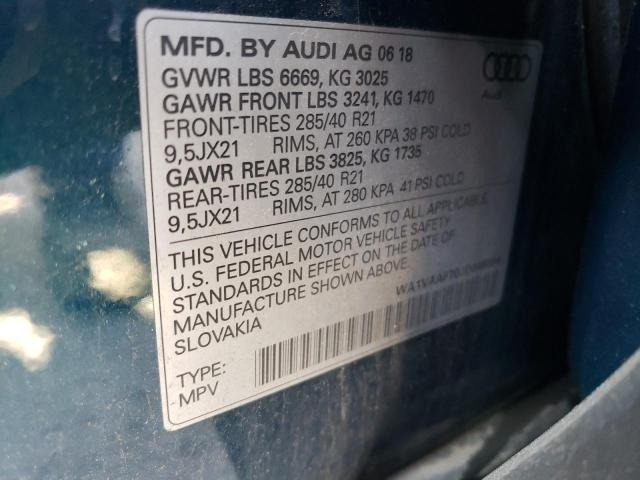 MFD. BY AUDI AG 06 18
GVWR LBS 6669, KG 3025
GAWR FRONT LBS 3241, KG 1470
FRONT-TIRES 285/40 R21
9,5JX21 RIMS, AT 260 KPA 38 PSI COLD
GAWR REAR LBS 3825, KG 1735
REAR-TIRES 285/40 R21
9,5JX21 RIMS, AT 280 KPA 41 PSI COLD
Audi
THIS VEHICLE CONFORMS TO ALL APPLICABLE
U.S. FEDERAL MOTOR VEHICLE SAFETY
STANDARDS IN EFFECT ON THE DATE OF
MANUFACTURE SHOWN ABOVE.
SLOVAKIA
TYPE:
MPV